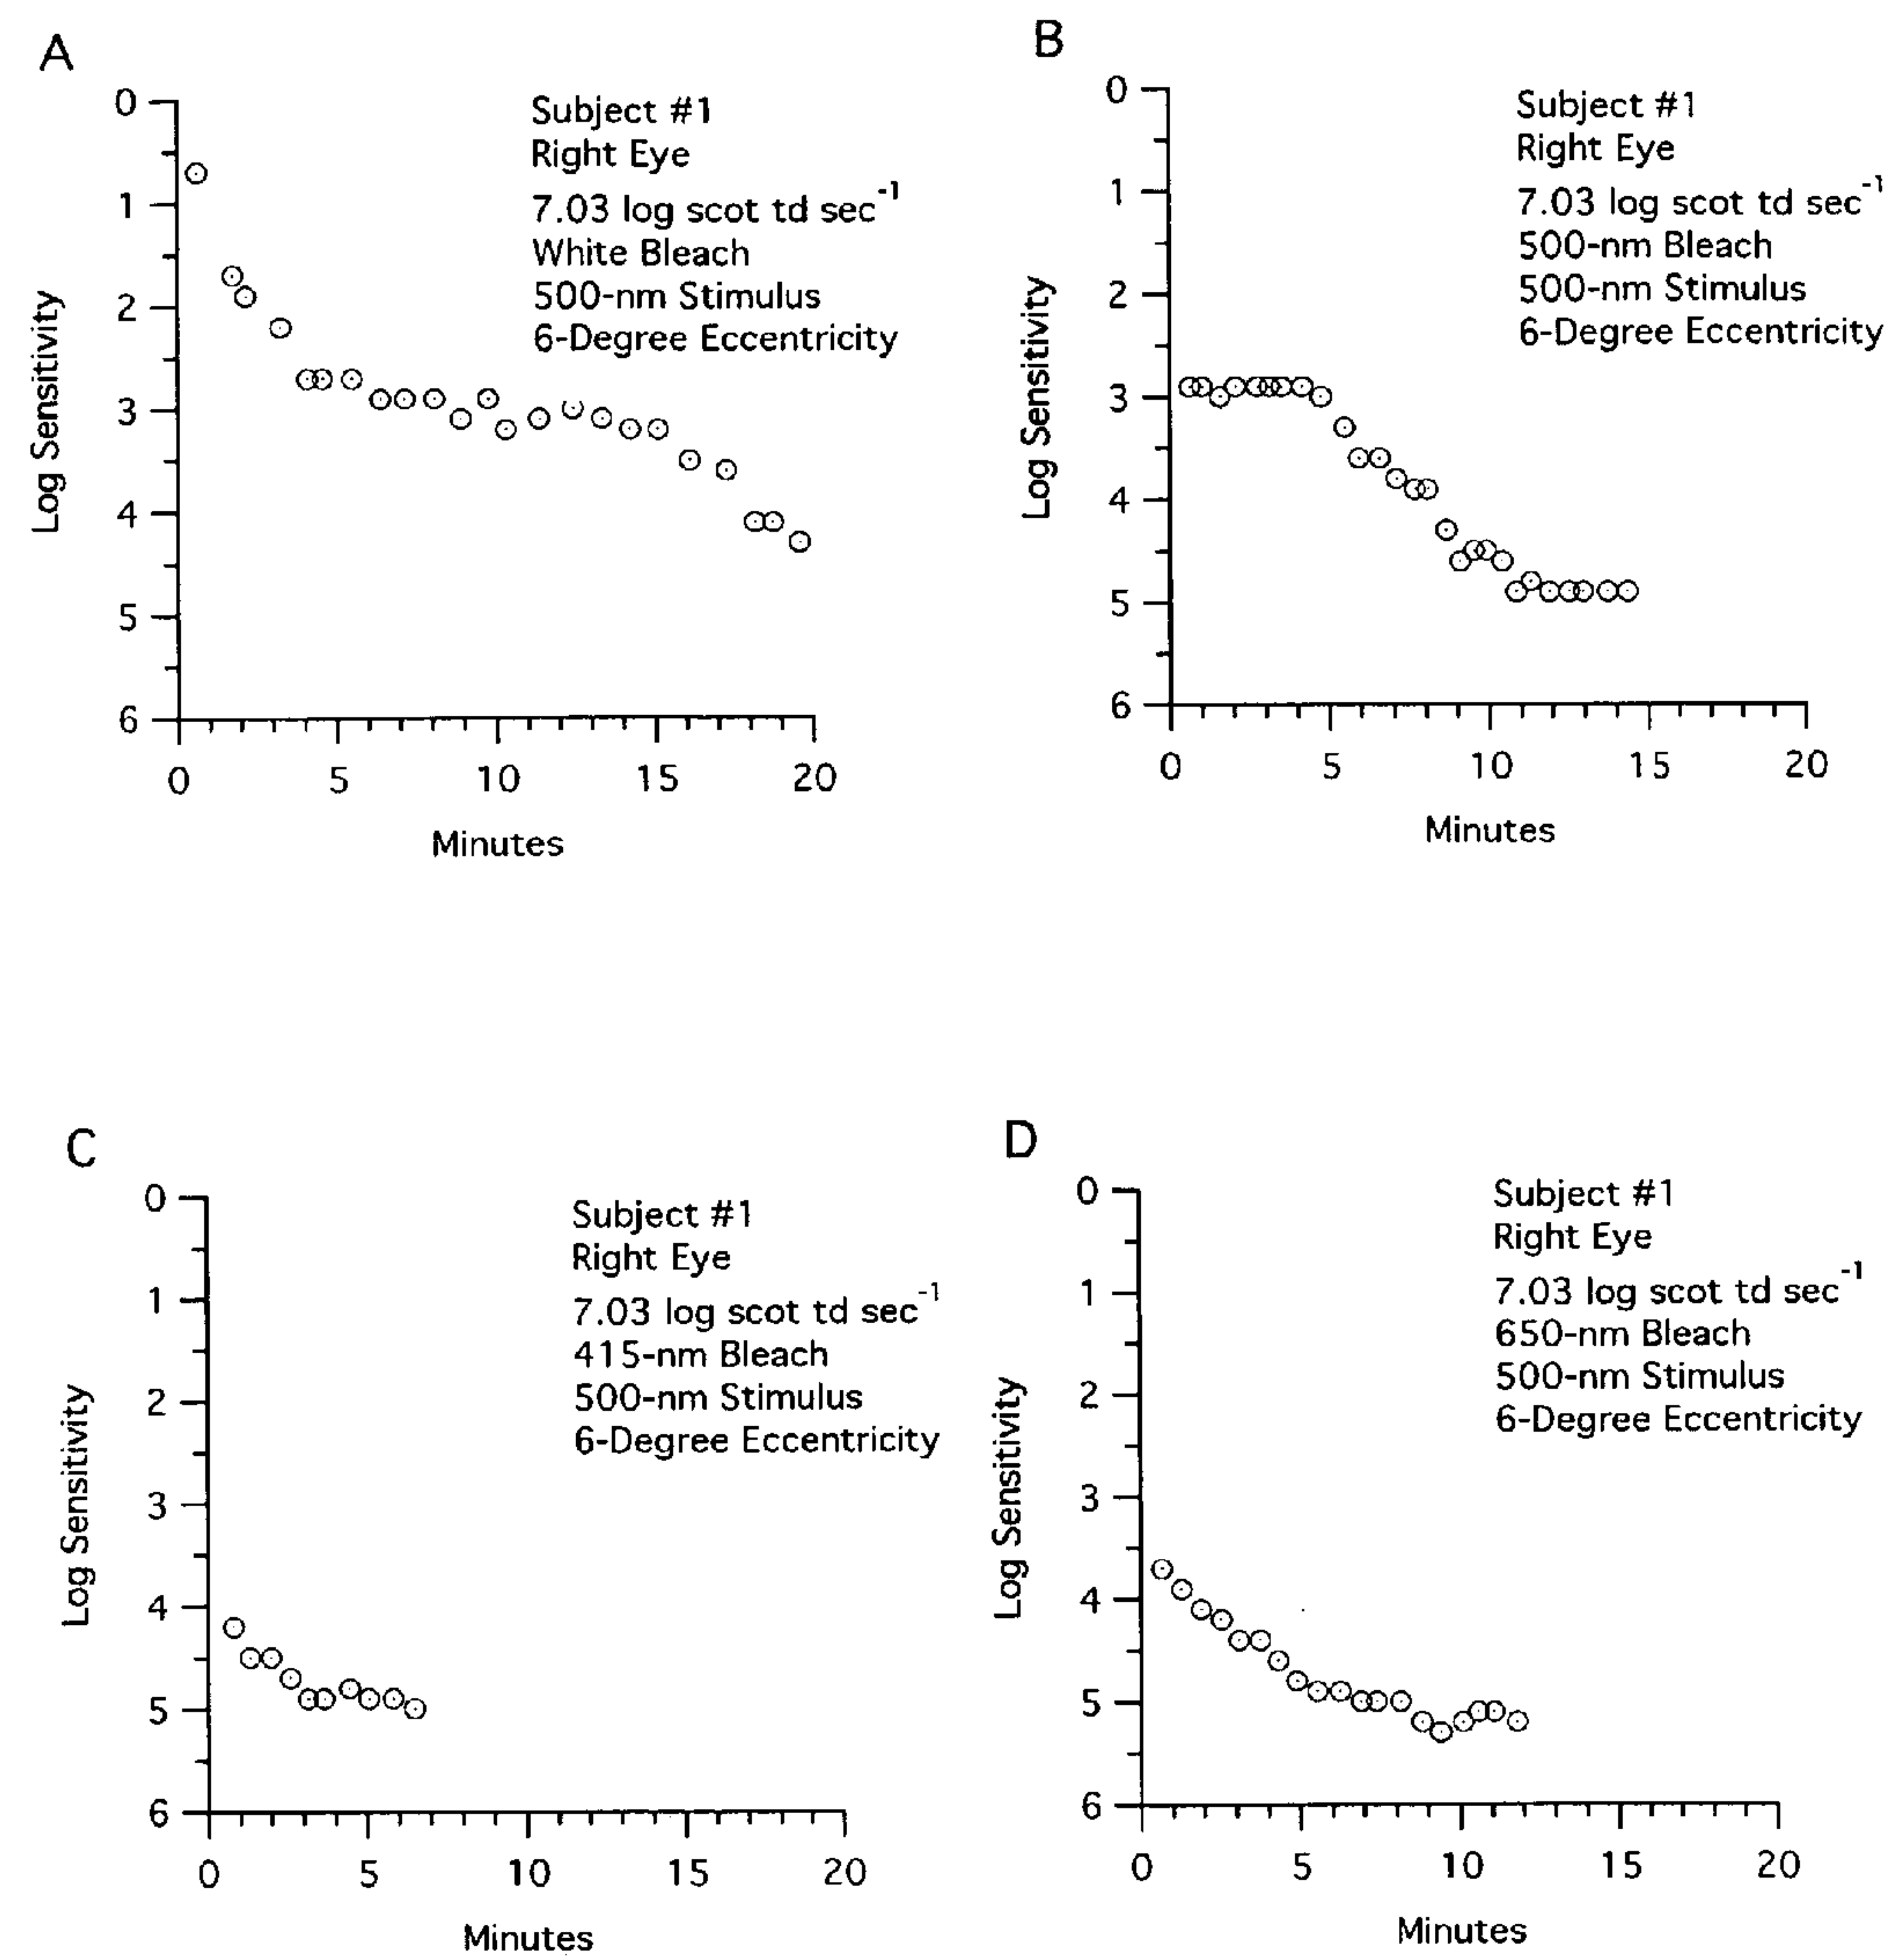 A
0
1
2
3
4
5
6
Log Sensitivity
Subject #1
Right Eye
7.03 log scot td sec-1
White Bleach
500-nm Stimulus
6-Degree Eccentricity
0 5 10 15 20
Minutes
B
0
1
2
3
4
5
6
Log Sensitivity
Subject #1
Right Eye
7.03 log scot td sec-1
500-nm Bleach
500-nm Stimulus
6-Degree Eccentricity
0 5 10 15 20
Minutes
C
0
1
2
3
4
5
6
Log Sensitivity
Subject #1
Right Eye
7.03 log scot td sec-1
415-nm Bleach
500-nm Stimulus
6-Degree Eccentricity
0 5 10 15 20
Minutes
D
0
1
2
3
4
5
6
Log Sensitivity
Subject #1
Right Eye
7.03 log scot td sec-1
650-nm Bleach
500-nm Stimulus
6-Degree Eccentricity
0 5 10 15 20
Minutes